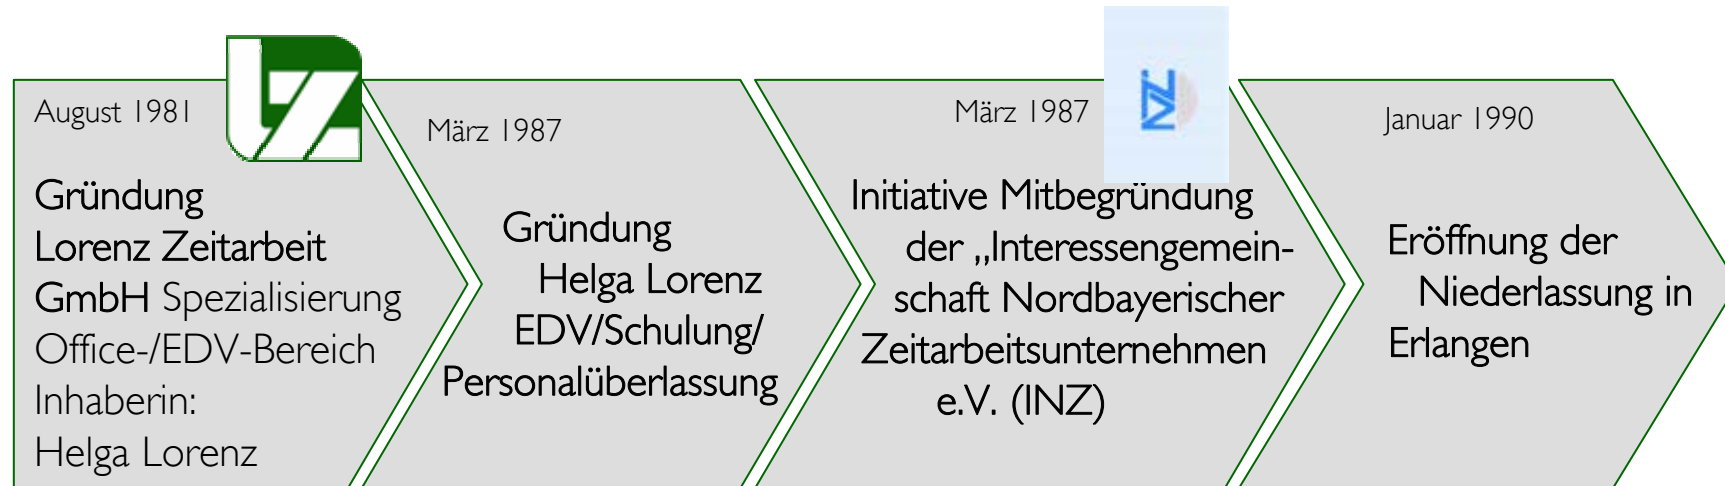 August 1981
Gründung
Lorenz Zeitarbeit
GmbH Spezialisierung
Office-/EDV-Bereich
Inhaberin:
Helga Lorenz
LZ
März 1987
Gründung
Helga Lorenz
EDV/Schulung/
Personalüberlassung
März 1987
INZ
Initiative Mitbegründung
der „Interessengemein-
schaft Nordbayerischer
Zeitarbeitsunternehmen
e.V. (INZ)
Januar 1990
Eröffnung der
Niederlassung in
Erlangen